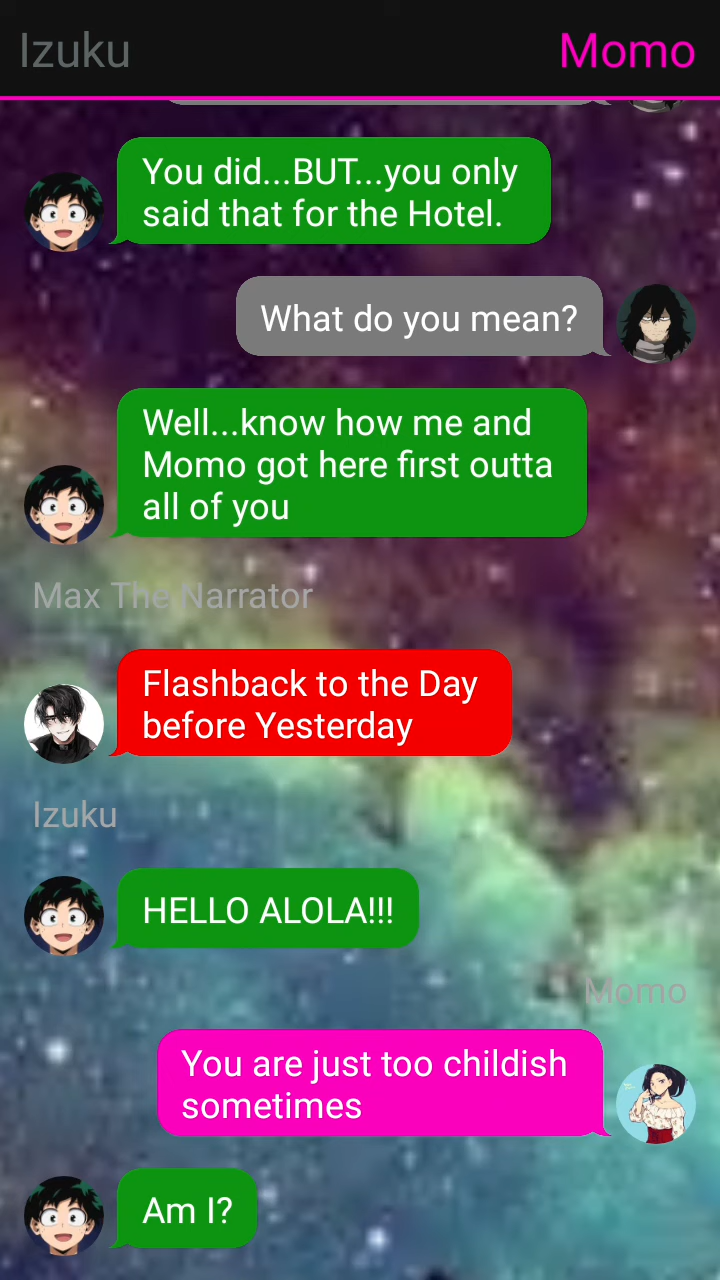 Izuku
Momo
You did...BUT...you only
said that for the Hotel.
What do you mean?
Well...know how me and
Momo got here first outta
all of you
Max The Narrator
Flashback to the Day
before Yesterday
Izuku
HELLO ALOLA!!!
Momo
You are just too childish
sometimes
Am I?